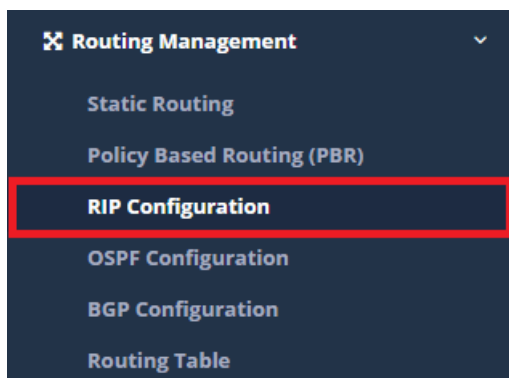 Routing Management
Static Routing
Policy Based Routing (PBR)
RIP Configuration
OSPF Configuration
BGP Configuration
Routing Table